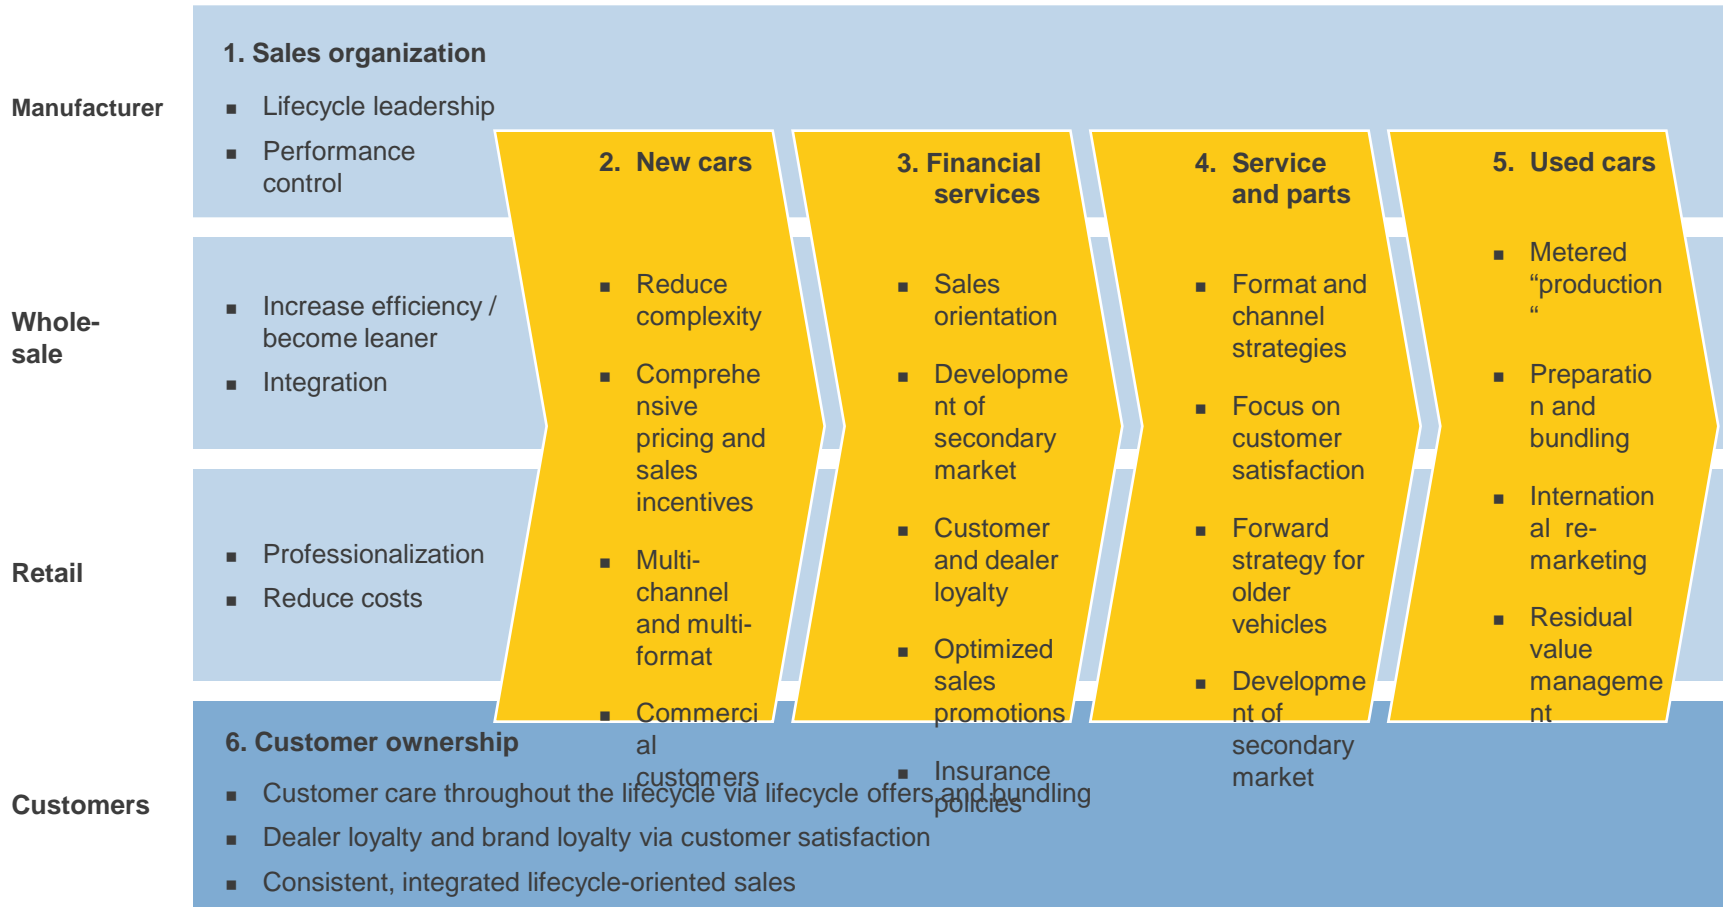 Manufacturer
1. Sales organization
■ Lifecycle leadership
■ Performance
control
Whole-
sale
■ Increase efficiency /
become leaner
■ Integration
Retail
■ Professionalization
■ Reduce costs
2. New cars
■ Reduce
complexity
■ Comprehe
nsive
pricing and
sales
incentives
■ Multi-
channel
and multi-
format
■ Commerci
al
customers
3. Financial
services
■ Sales
orientation
■ Developme
nt of
secondary
market
■ Customer
and dealer
loyalty
■ Optimized
sales
promotions
■ Insurance
policies
4. Service
and parts
■ Format and
channel
strategies
■ Focus on
customer
satisfaction
■ Forward
strategy for
older
vehicles
■ Developme
nt of
secondary
market
5. Used cars
■ Metered
“production
“
■ Preparatio
n and
bundling
■ Internation
al re-
marketing
■ Residual
value
manageme
nt
Customers
6. Customer ownership
■ Customer care throughout the lifecycle via lifecycle offers and bundling
■ Dealer loyalty and brand loyalty via customer satisfaction
■ Consistent, integrated lifecycle-oriented sales